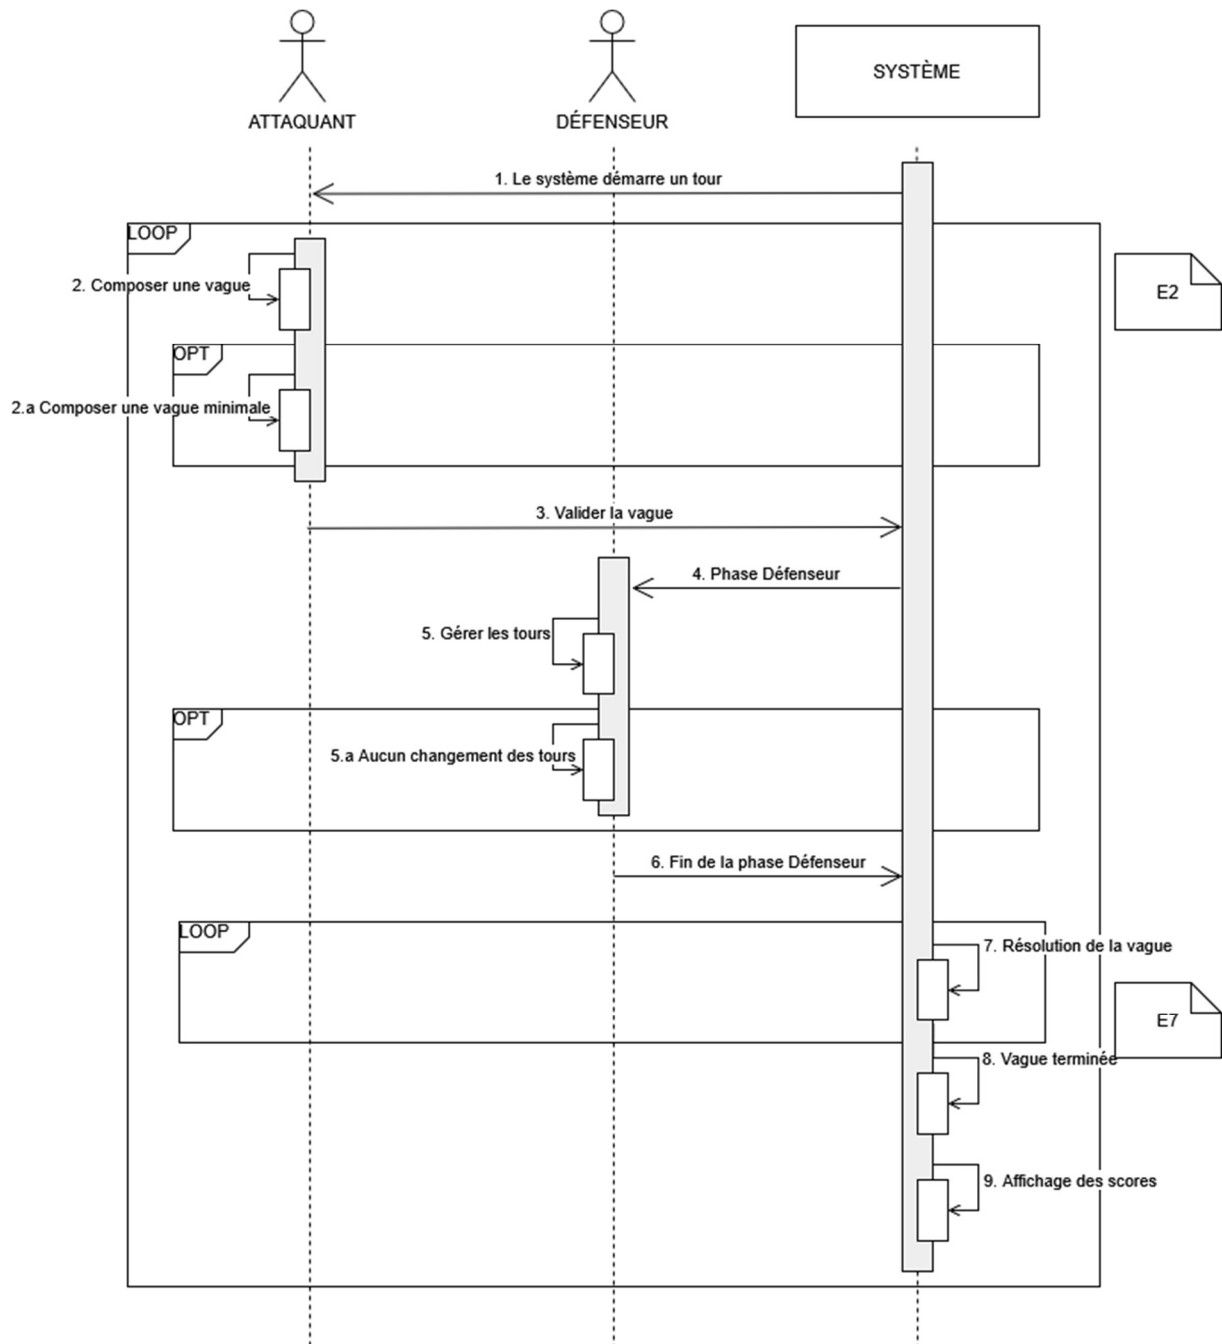 ATTAQUANT
DÉFENSEUR
SYSTÈME
1. Le système démarre un tour
LOOP
2. Composer une vague
E2
OPT
2.a Composer une vague minimale
3. Valider la vague
4. Phase Défenseur
5. Gérer les tours
OPT
5.a Aucun changement des tours
6. Fin de la phase Défenseur
LOOP
7. Résolution de la vague
E7
8. Vague terminée
9. Affichage des scores